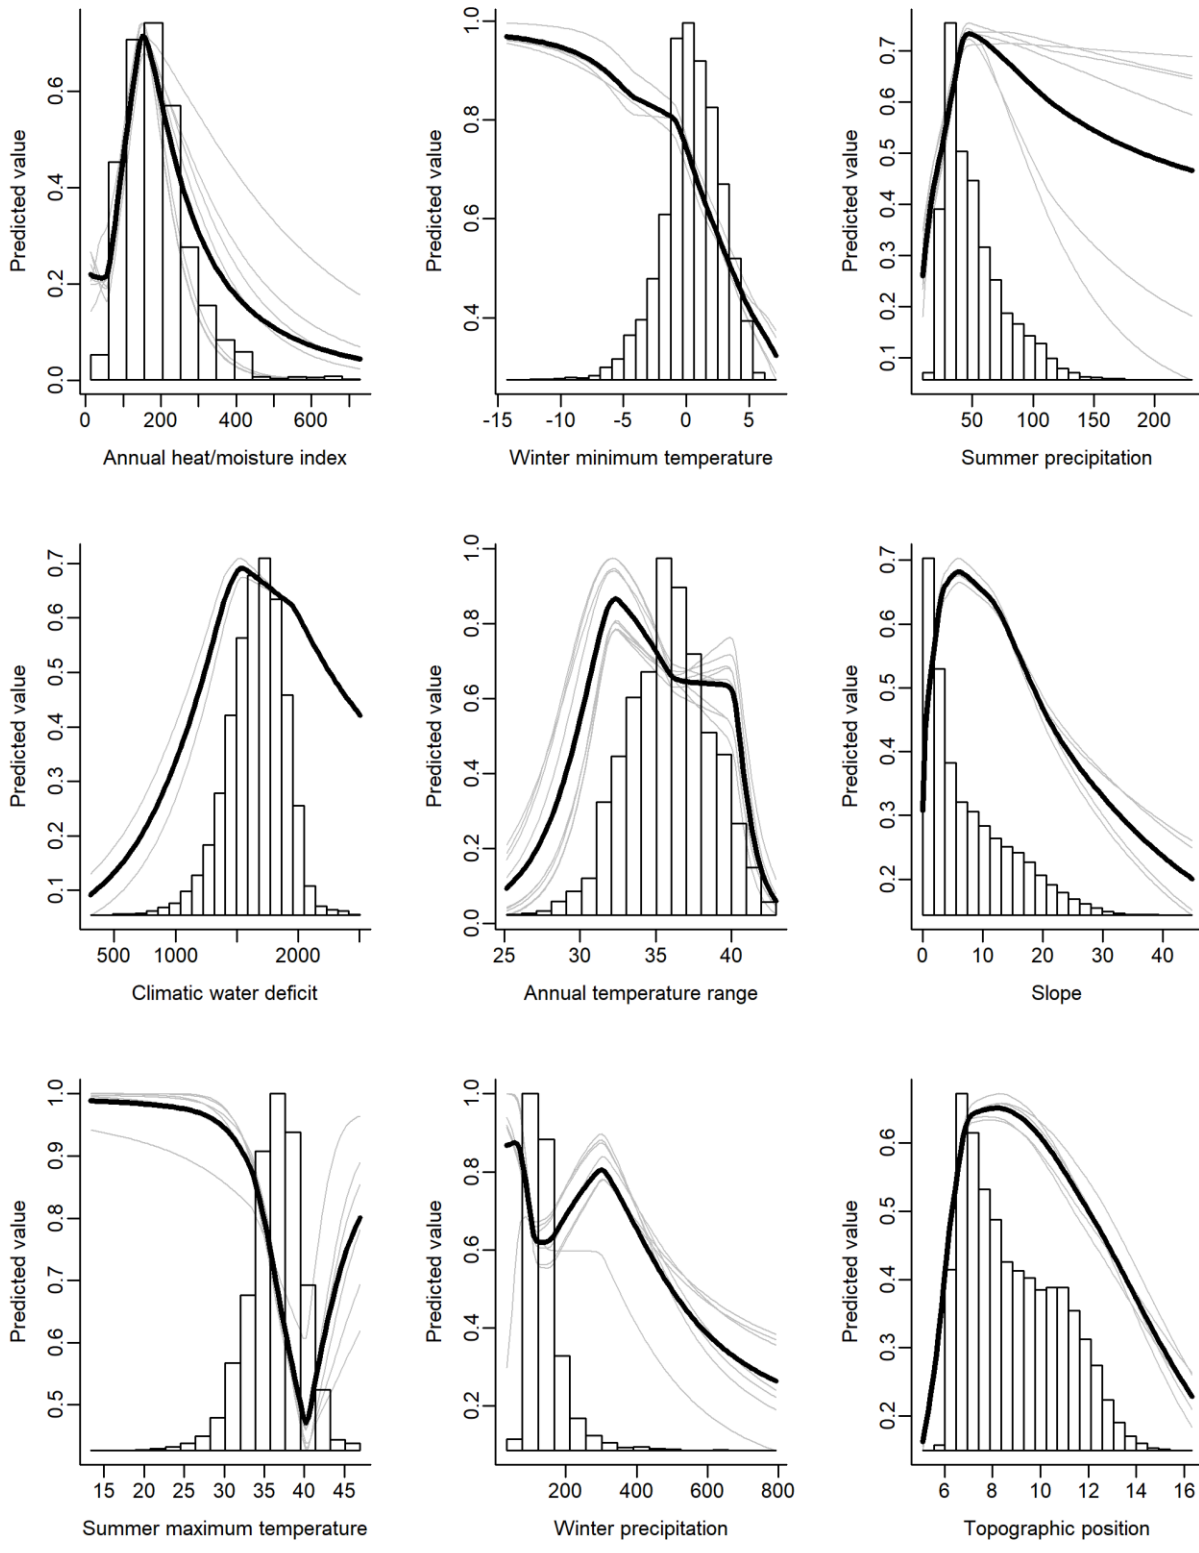 Predicted value
0.0 0.2 0.4 0.6
0 200 400 600
Annual heat/moisture index
Predicted value
0.4 0.6 0.8 1.0
-15 -10 -5 0 5
Winter minimum temperature
Predicted value
0.1 0.2 0.3 0.4 0.5 0.6 0.7
50 100 150 200
Summer precipitation
Predicted value
0.1 0.2 0.3 0.4 0.5 0.6 0.7
500 1000 2000
Climatic water deficit
Predicted value
0.0 0.2 0.4 0.6 0.8 1.0
25 30 35 40
Annual temperature range
Predicted value
0.2 0.3 0.4 0.5 0.6 0.7
0 10 20 30 40
Slope
Predicted value
0.5 0.6 0.7 0.8 0.9 1.0
15 20 25 30 35 40 45
Summer maximum temperature
Predicted value
0.2 0.4 0.6 0.8 1.0
200 400 600 800
Winter precipitation
Predicted value
0.2 0.3 0.4 0.5 0.6
6 8 10 12 14 16
Topographic position